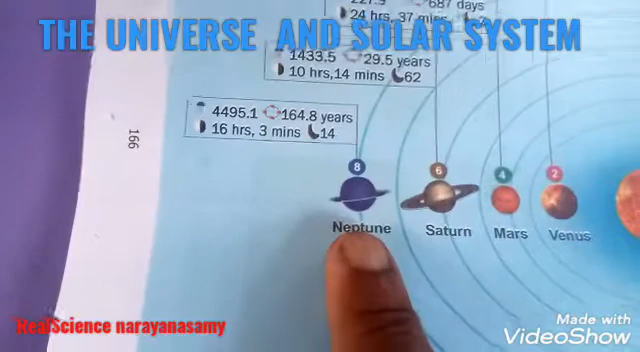 687 days
24 hrs, 37 mins 2
THE UNIVERSE AND SOLAR SYSTEM
1433.5 29.5 years
10 hrs,14 mins 62
4495.1 164.8 years
16 hrs, 3 mins 14
166
8
6
4
2
Neptune
Saturn
Mars
Venus
RealScience narayanasamy
Made with
VideoShow